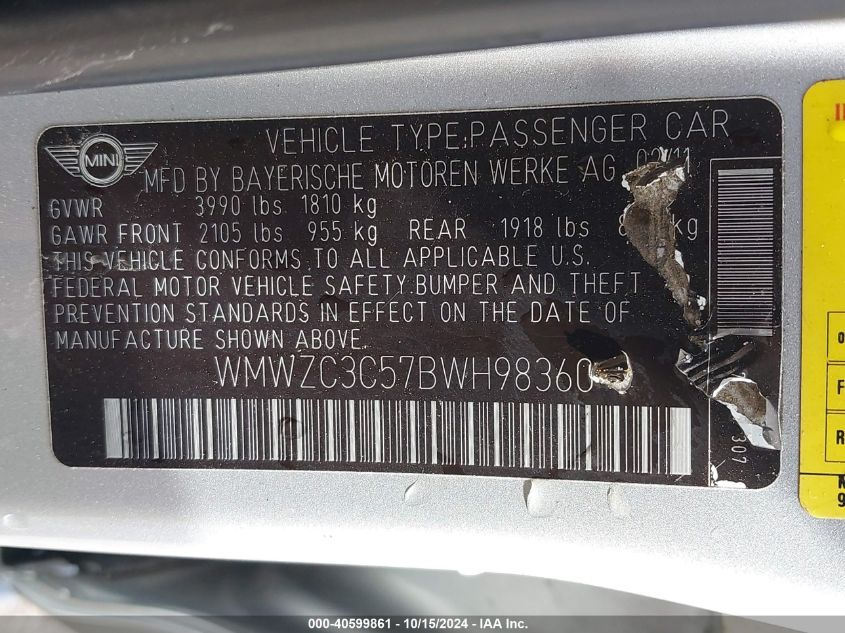 MINI
VEHICLE TYPE:PASSENGER CAR
MFD BY BAYERISCHE MOTOREN WERKE AG
GVWR 3990 lbs 1810 kg
GAWR FRONT 2105 lbs 955 kg REAR 1918 lbs kg
THIS VEHICLE CONFORMS TO ALL APPLICABLE U.S.
FEDERAL MOTOR VEHICLE SAFETY,BUMPER AND THEFT
PREVENTION STANDARDS IN EFFECT ON THE DATE OF
MANUFACTURE SHOWN ABOVE.
WMWZC3C57BWH98360
307
000-40599861 - 10/15/2024 - IAA Inc.